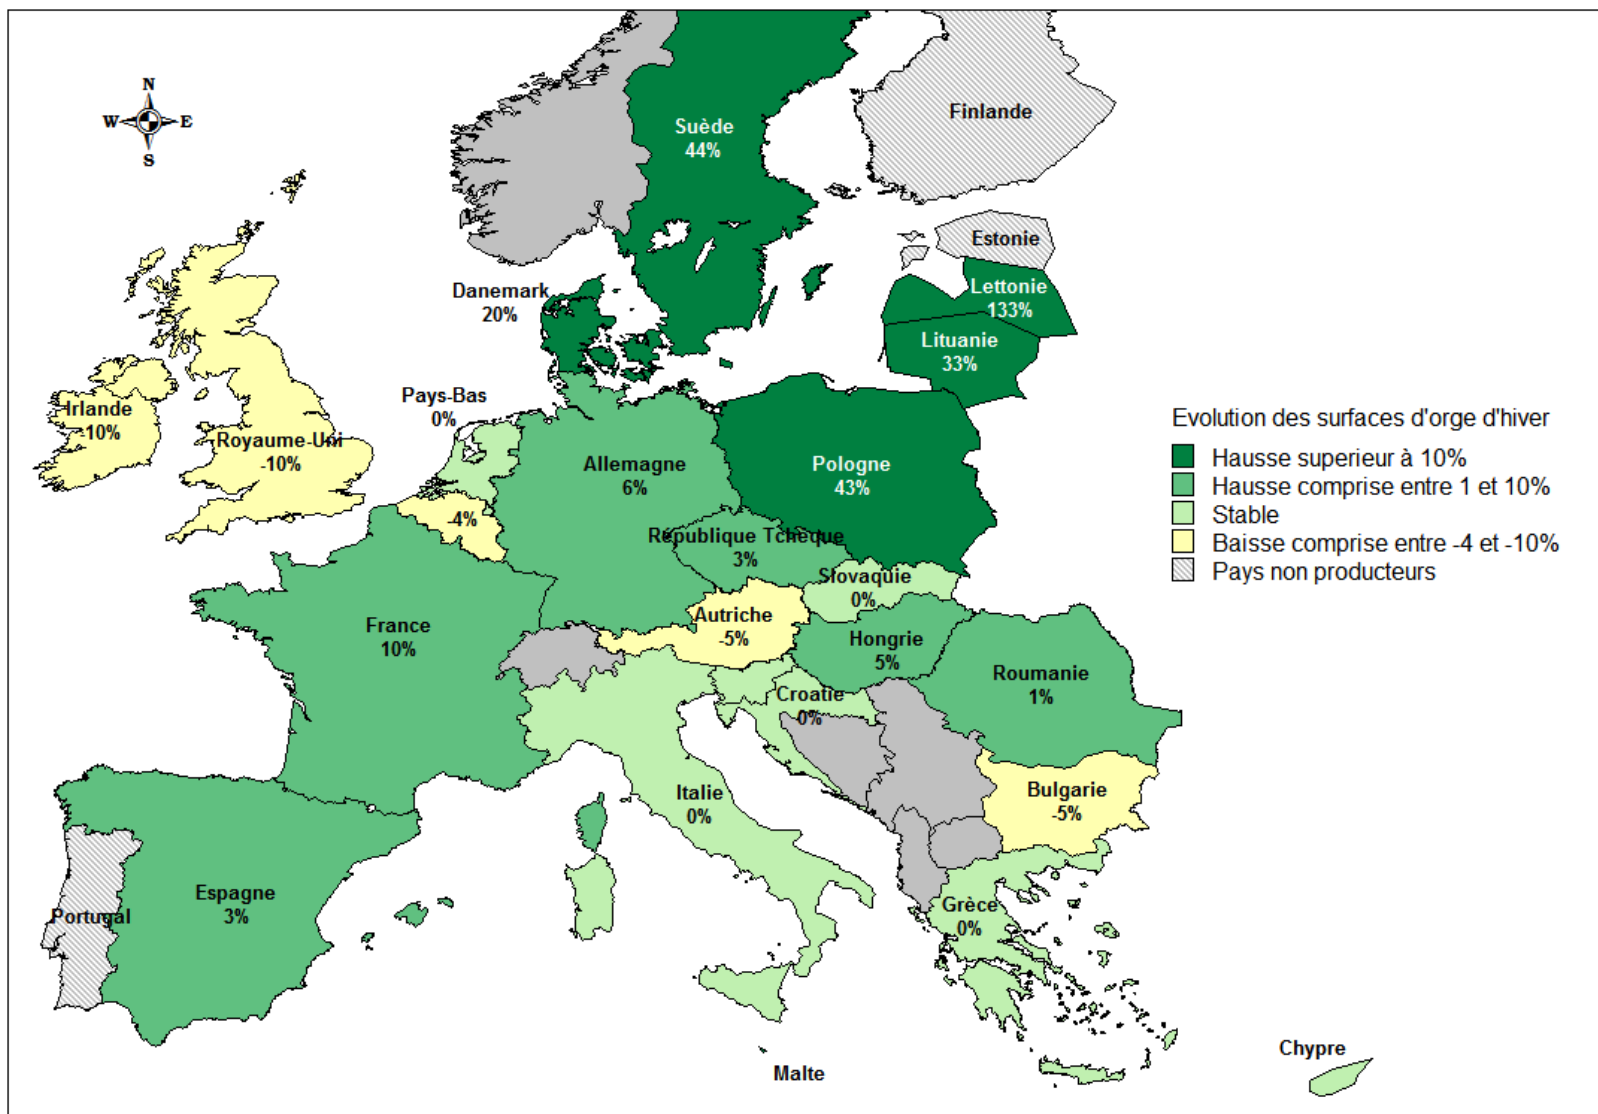 N
W
E
S
Finlande
Suède
44%
Estonie
Danemark
20%
Lettonie
133%
Lituanie
33%
Pays-Bas
0%
Irlande
-10%
Royaume-Uni
-10%
Allemagne
6%
Pologne
43%
-4%
République Tchèque
3%
Slovaquie
0%
Autriche
-5%
France
10%
Hongrie
5%
Roumanie
1%
Croatie
0%
Italie
0%
Bulgarie
-5%
Espagne
3%
Portugal
Grèce
0%
Malte
Chypre
Evolution des surfaces d'orge d'hiver
Hausse superieur à 10%
Hausse comprise entre 1 et 10%
Stable
Baisse comprise entre -4 et -10%
Pays non producteurs